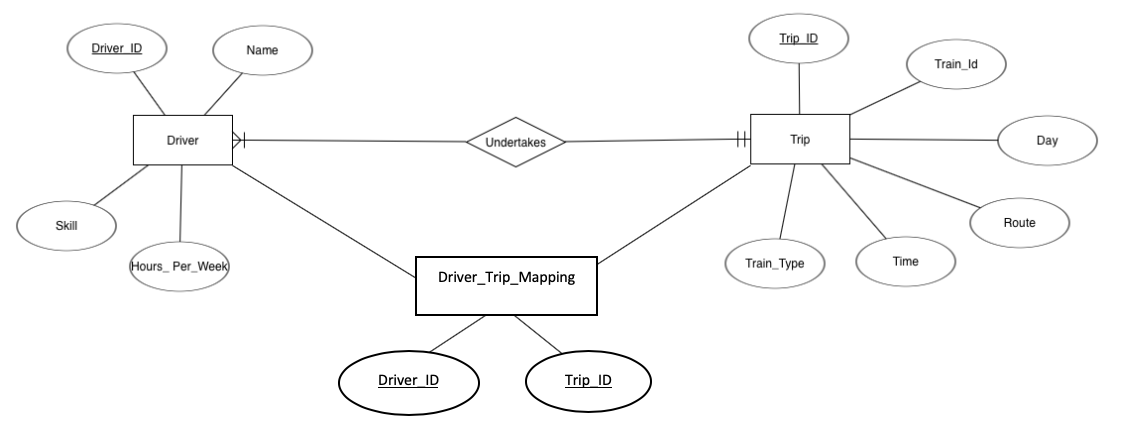 Driver_ID
Name
Trip_ID
Train_Id
Driver
Undertakes
Trip
Day
Skill
Hours_ Per_Week
Route
Train_Type
Time
Driver_Trip_Mapping
Driver_ID
Trip_ID